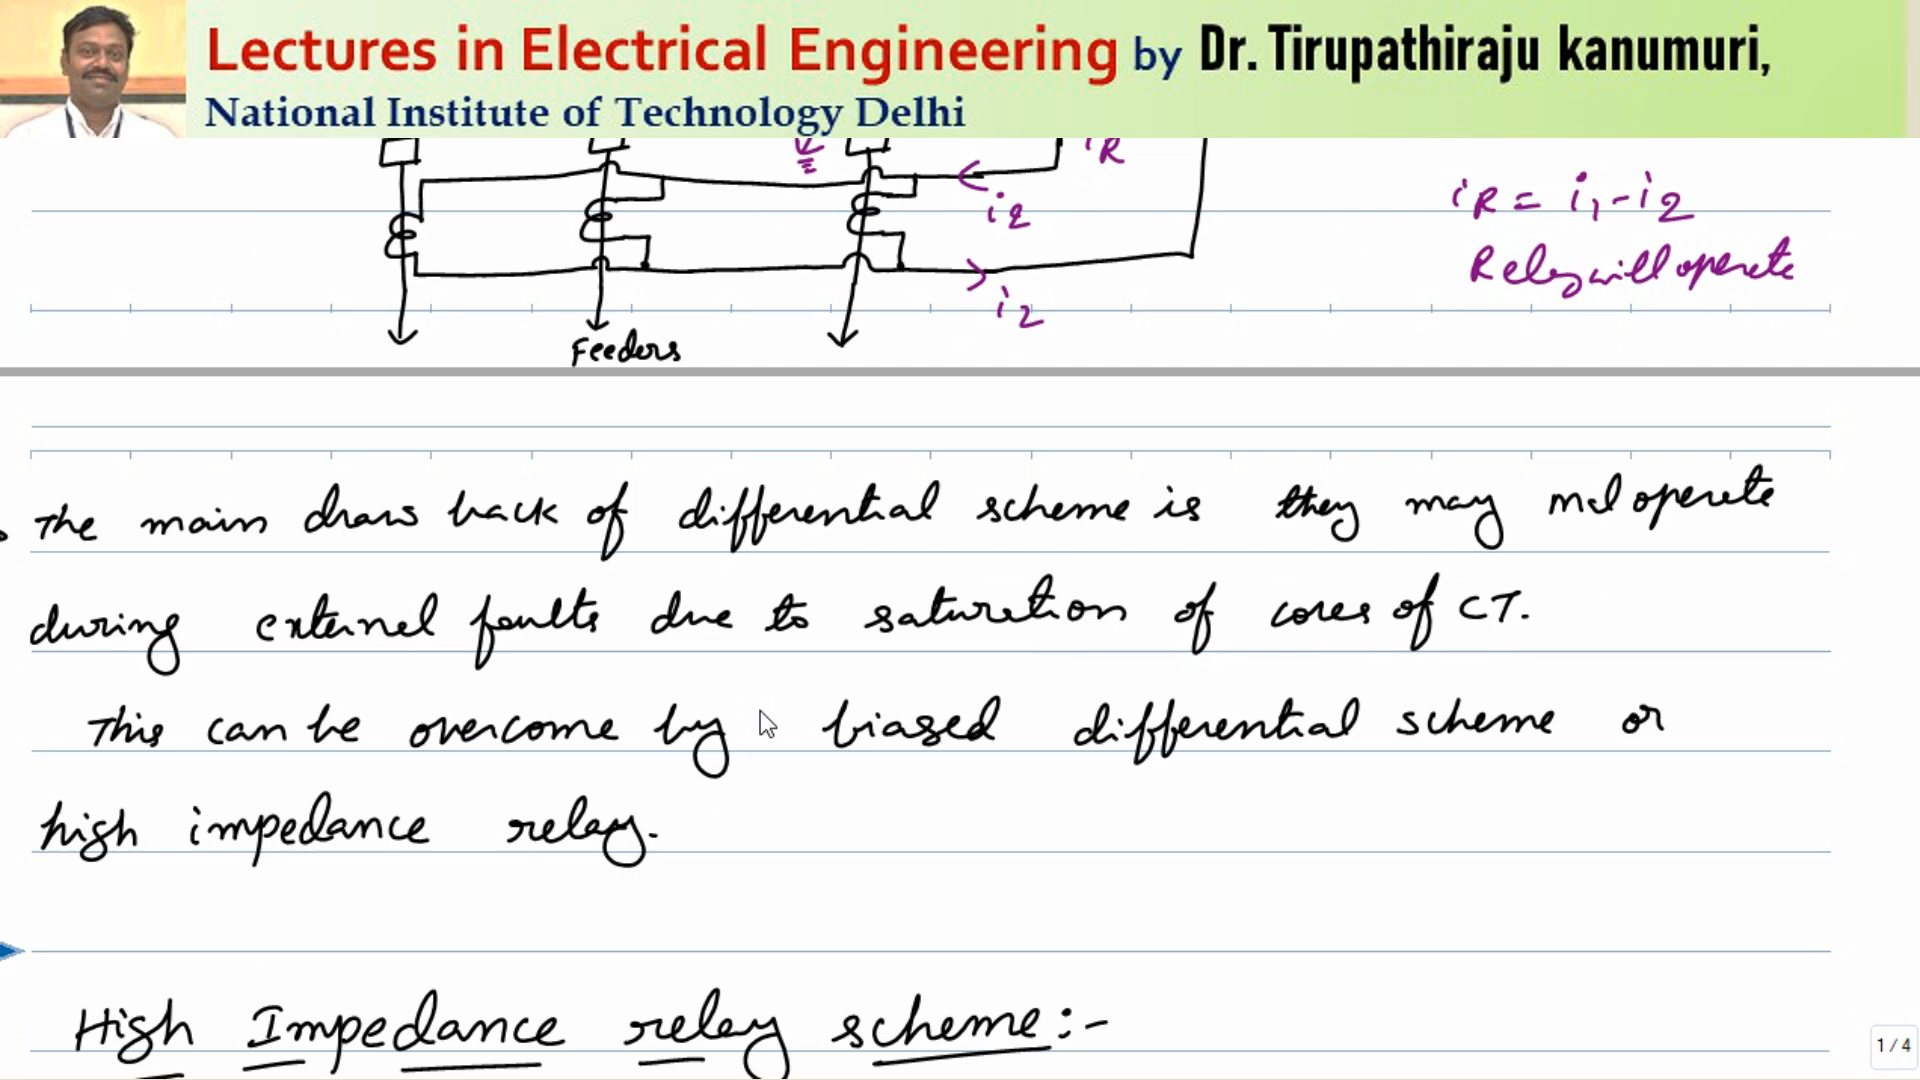 Lectures in Electrical Engineering by Dr. Tirupathiraju kanumuri,
National Institute of Technology Delhi
iR
i2
iR = i1 - i2
Relay will operate
i2
Feeders
The main draw back of differential scheme is they may mal operate
during external faults due to saturation of cores of CT.
This can be overcome by biased differential scheme or
high impedance relay.
High Impedance relay scheme:-
1 / 4